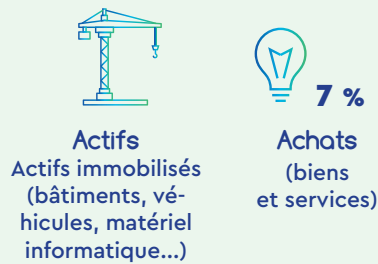 Actifs
Actifs immobilisés
(bâtiments, vé-
hicules, matériel
informatique...)
7 %
Achats
(biens
et services)